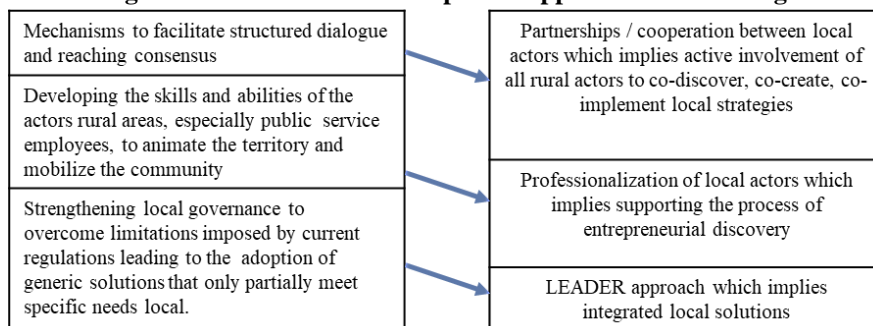 Mechanisms to facilitate structured dialogue
and reaching consensus
Developing the skills and abilities of the
actors rural areas, especially public service
employees, to animate the territory and
mobilize the community
Strengthening local governance to
overcome limitations imposed by current
regulations leading to the adoption of
generic solutions that only partially meet
specific needs local.
Partnerships / cooperation between local
actors which implies active involvement of
all rural actors to co-discover, co-create, co-
implement local strategies
Professionalization of local actors which
implies supporting the process of
entrepreneurial discovery
LEADER approach which implies
integrated local solutions